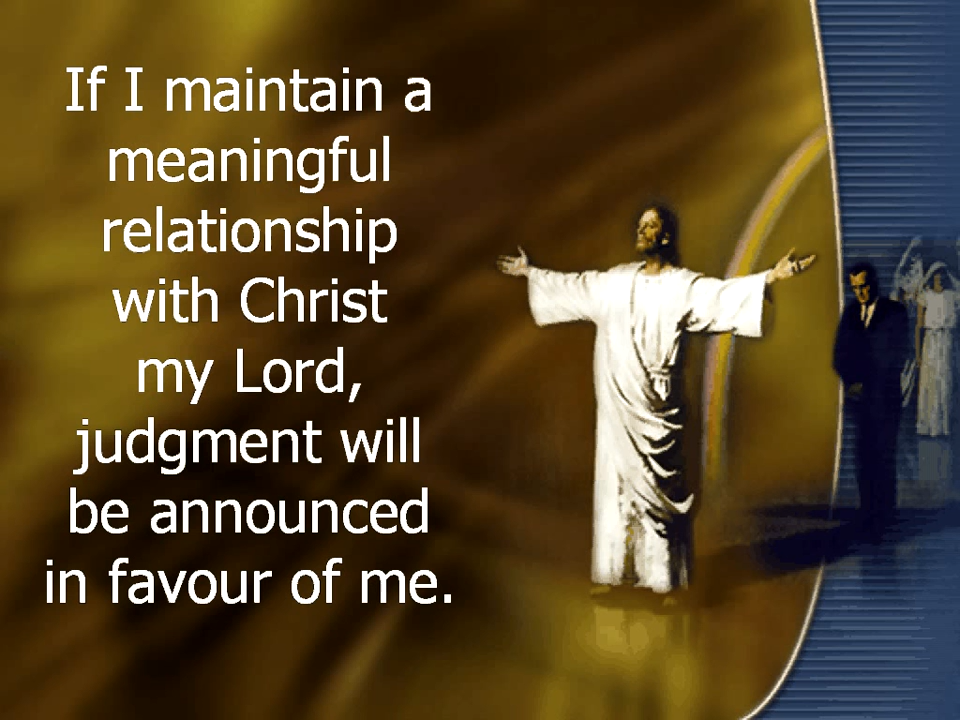 If I maintain a
meaningful
relationship
with Christ
my Lord,
judgment will
be announced
in favour of me.